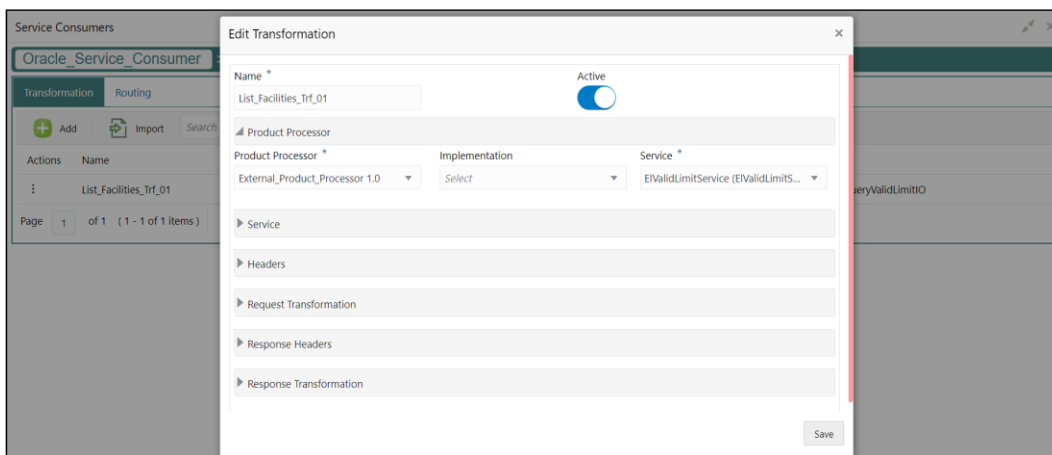 Service Consumers
Edit Transformation
Oracle_Service_Consumer
Name *
Active
List_Facilities_Trf_01
Transformation Routing
Add Import Search
Product Processor
Product Processor * Implementation Service *
External_Product_Processor 1.0 Select ElValidLimitService (ElValidLimitS...
Actions Name
List_Facilities_Trf_01
eryValidLimitIO
Page 1 of 1 ( 1 - 1 of 1 items )
Service
Headers
Request Transformation
Response Headers
Response Transformation
Save